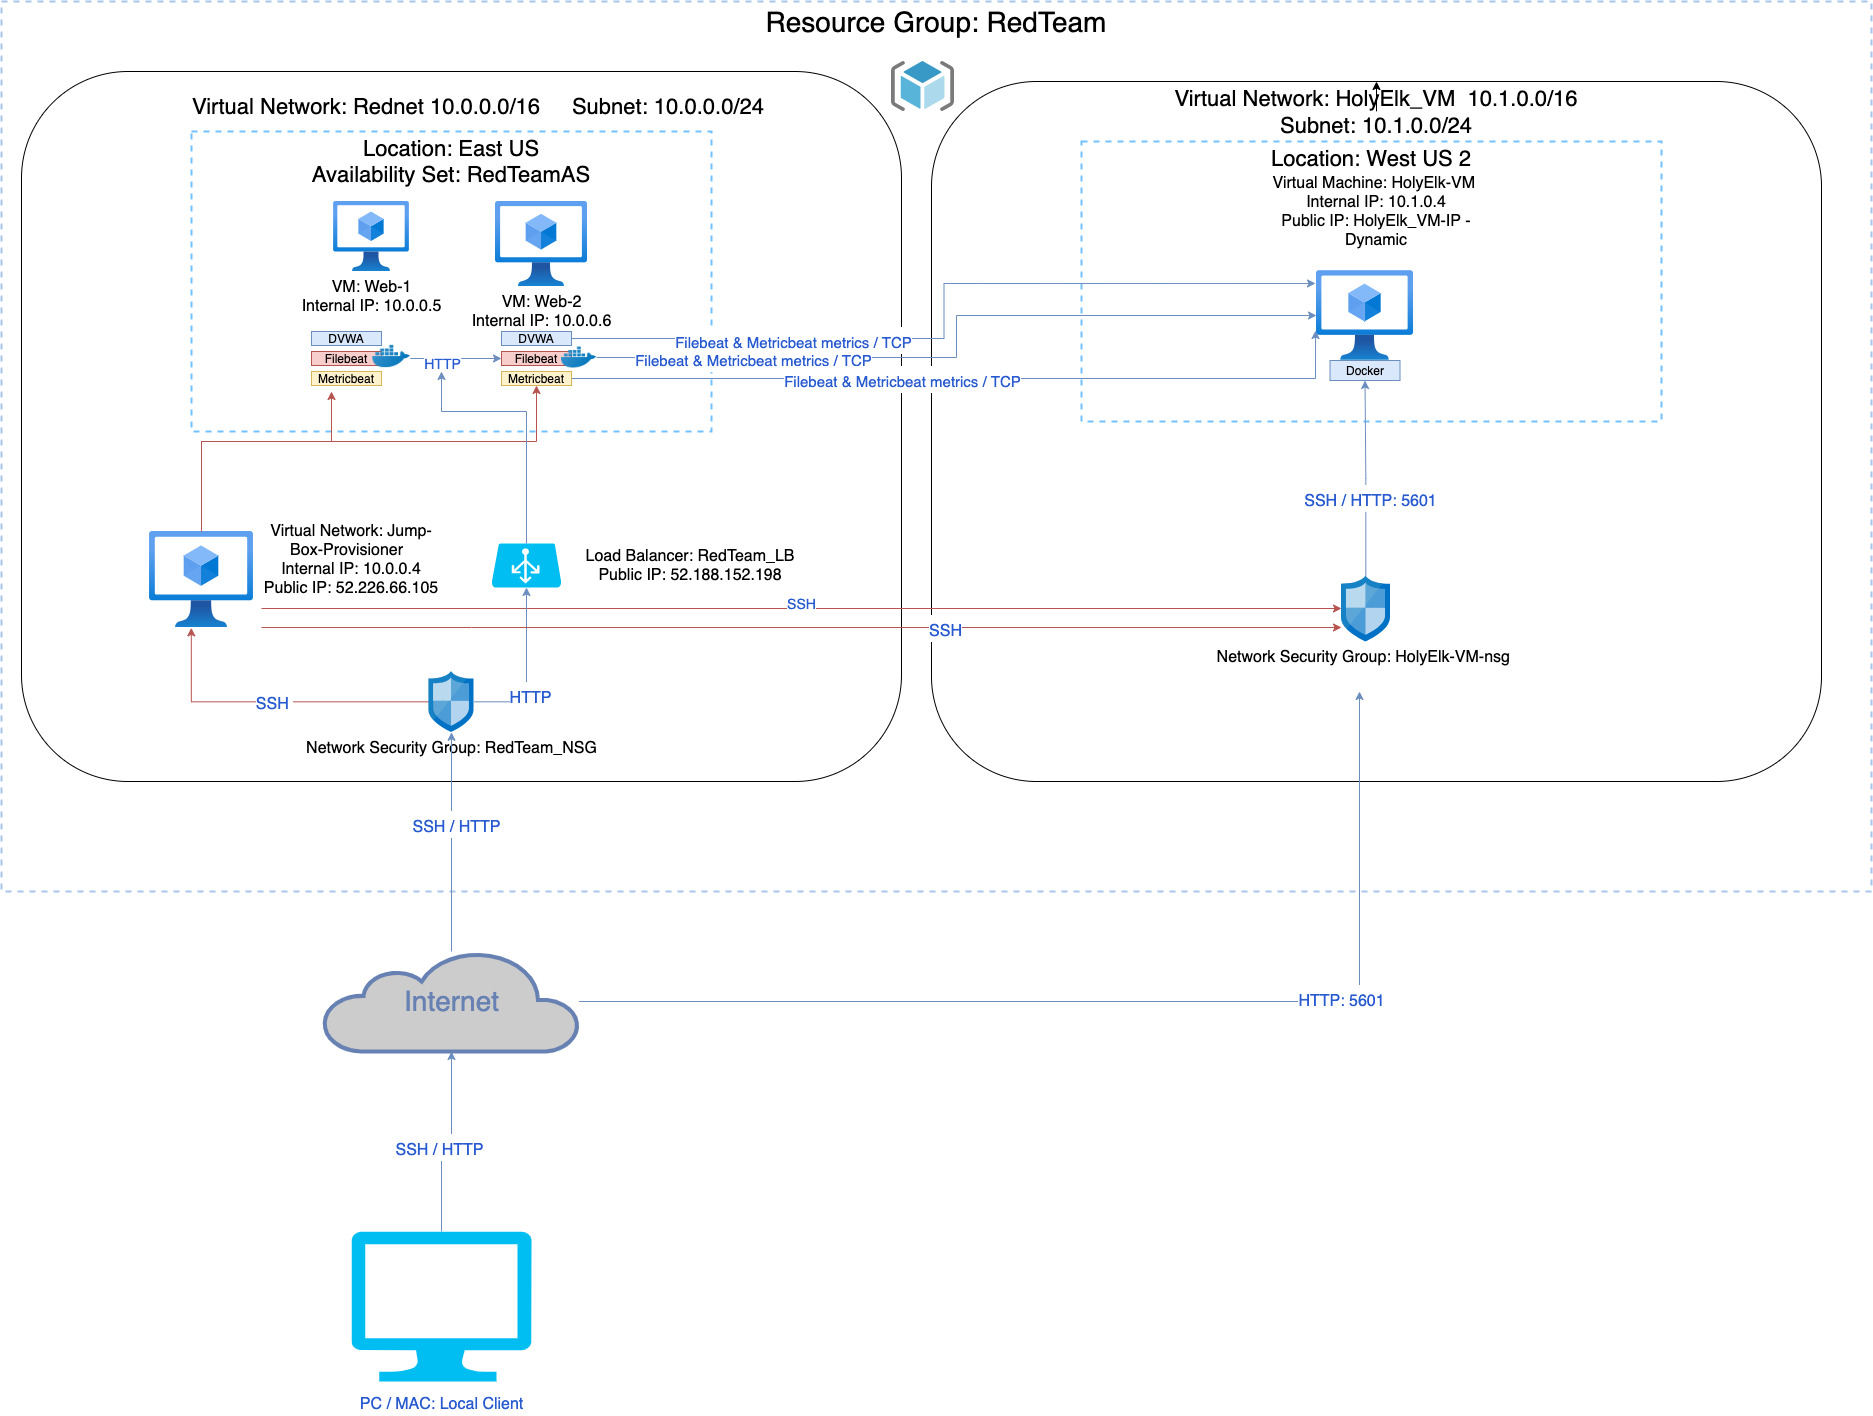 Resource Group: RedTeam
Virtual Network: Rednet 10.0.0.0/16 Subnet: 10.0.0.0/24
Location: East US
Availability Set: RedTeamAS
VM: Web-1
Internal IP: 10.0.0.5
VM: Web-2
Internal IP: 10.0.0.6
DVWA
Filebeat
Metricbeat
HTTP
DVWA
Filebeat
Metricbeat
Filebeat & Metricbeat metrics / TCP
Filebeat & Metricbeat metrics / TCP
Filebeat & Metricbeat metrics / TCP
Virtual Network: HolyElk_VM 10.1.0.0/16
Subnet: 10.1.0.0/24
Location: West US 2
Virtual Machine: HolyElk-VM
Internal IP: 10.1.0.4
Public IP: HolyElk_VM-IP -
Dynamic
Docker
SSH / HTTP: 5601
Virtual Network: Jump-
Box-Provisioner
Internal IP: 10.0.0.4
Public IP: 52.226.66.105
Load Balancer: RedTeam_LB
Public IP: 52.188.152.198
SSH
SSH
Network Security Group: HolyElk-VM-nsg
SSH
HTTP
Network Security Group: RedTeam_NSG
SSH / HTTP
Internet
HTTP: 5601
SSH / HTTP
PC / MAC: Local Client